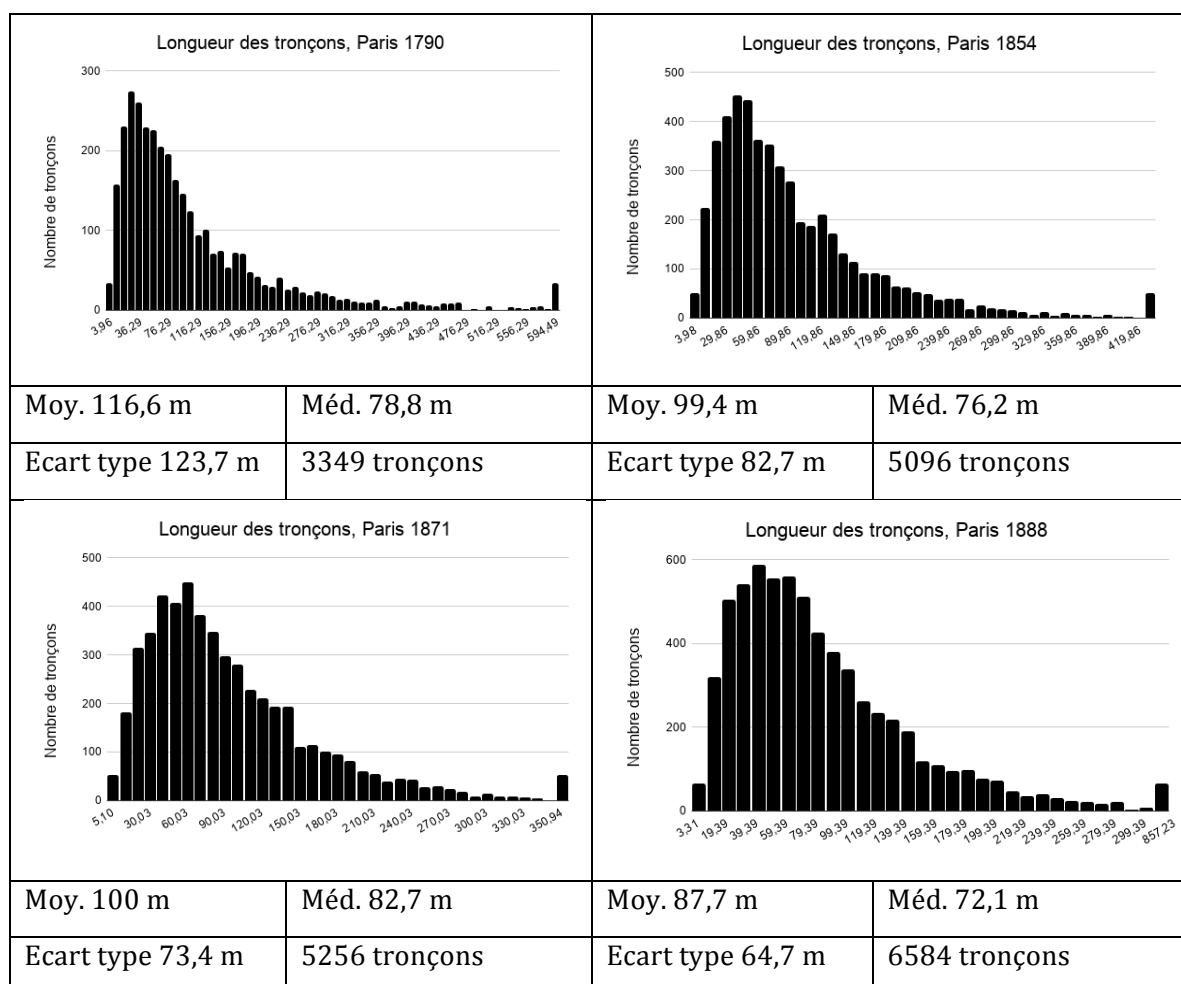 Longueur des tronçons, Paris 1790
300
200
100
0
Nombre de tronçons
3,96 36,29 76,29 116,29 156,29 196,29 236,29 276,29 316,29 356,29 396,29 436,29 476,29 516,29 556,29 594,49
Longueur des tronçons, Paris 1854
500
400
300
200
100
0
Nombre de tronçons
3,98 29,86 59,86 89,86 119,86 149,86 179,86 209,86 239,86 269,86 299,86 329,86 359,86 389,86 419,86
Moy. 116,6 m Méd. 78,8 m Moy. 99,4 m Méd. 76,2 m
Ecart type 123,7 m 3349 tronçons Ecart type 82,7 m 5096 tronçons
Longueur des tronçons, Paris 1871
500
400
300
200
100
0
Nombre de tronçons
5,10 30,03 60,03 90,03 120,03 150,03 180,03 210,03 240,03 270,03 300,03 330,03 350,94
Longueur des tronçons, Paris 1888
600
400
200
0
Nombre de tronçons
3,31 19,39 39,39 59,39 79,39 99,39 119,39 139,39 159,39 179,39 199,39 219,39 239,39 259,39 279,39 299,39 857,23
Moy. 100 m Méd. 82,7 m Moy. 87,7 m Méd. 72,1 m
Ecart type 73,4 m 5256 tronçons Ecart type 64,7 m 6584 tronçons